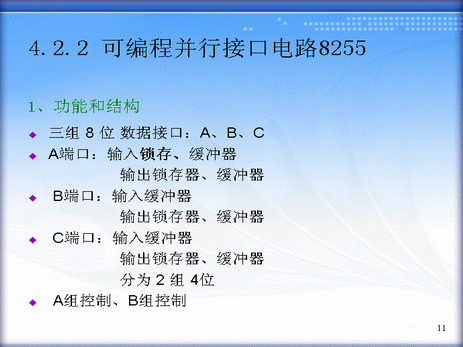 4.2.2 可编程并行接口电路8255
1、功能和结构
◆ 三组 8 位 数据接口：A、B、C
◆ A端口：输入锁存、缓冲器
输出锁存器、缓冲器
◆ B端口：输入缓冲器
输出锁存器、缓冲器
◆ C端口：输入缓冲器
输出锁存器、缓冲器
分为 2 组 4位
◆ A组控制、B组控制
11